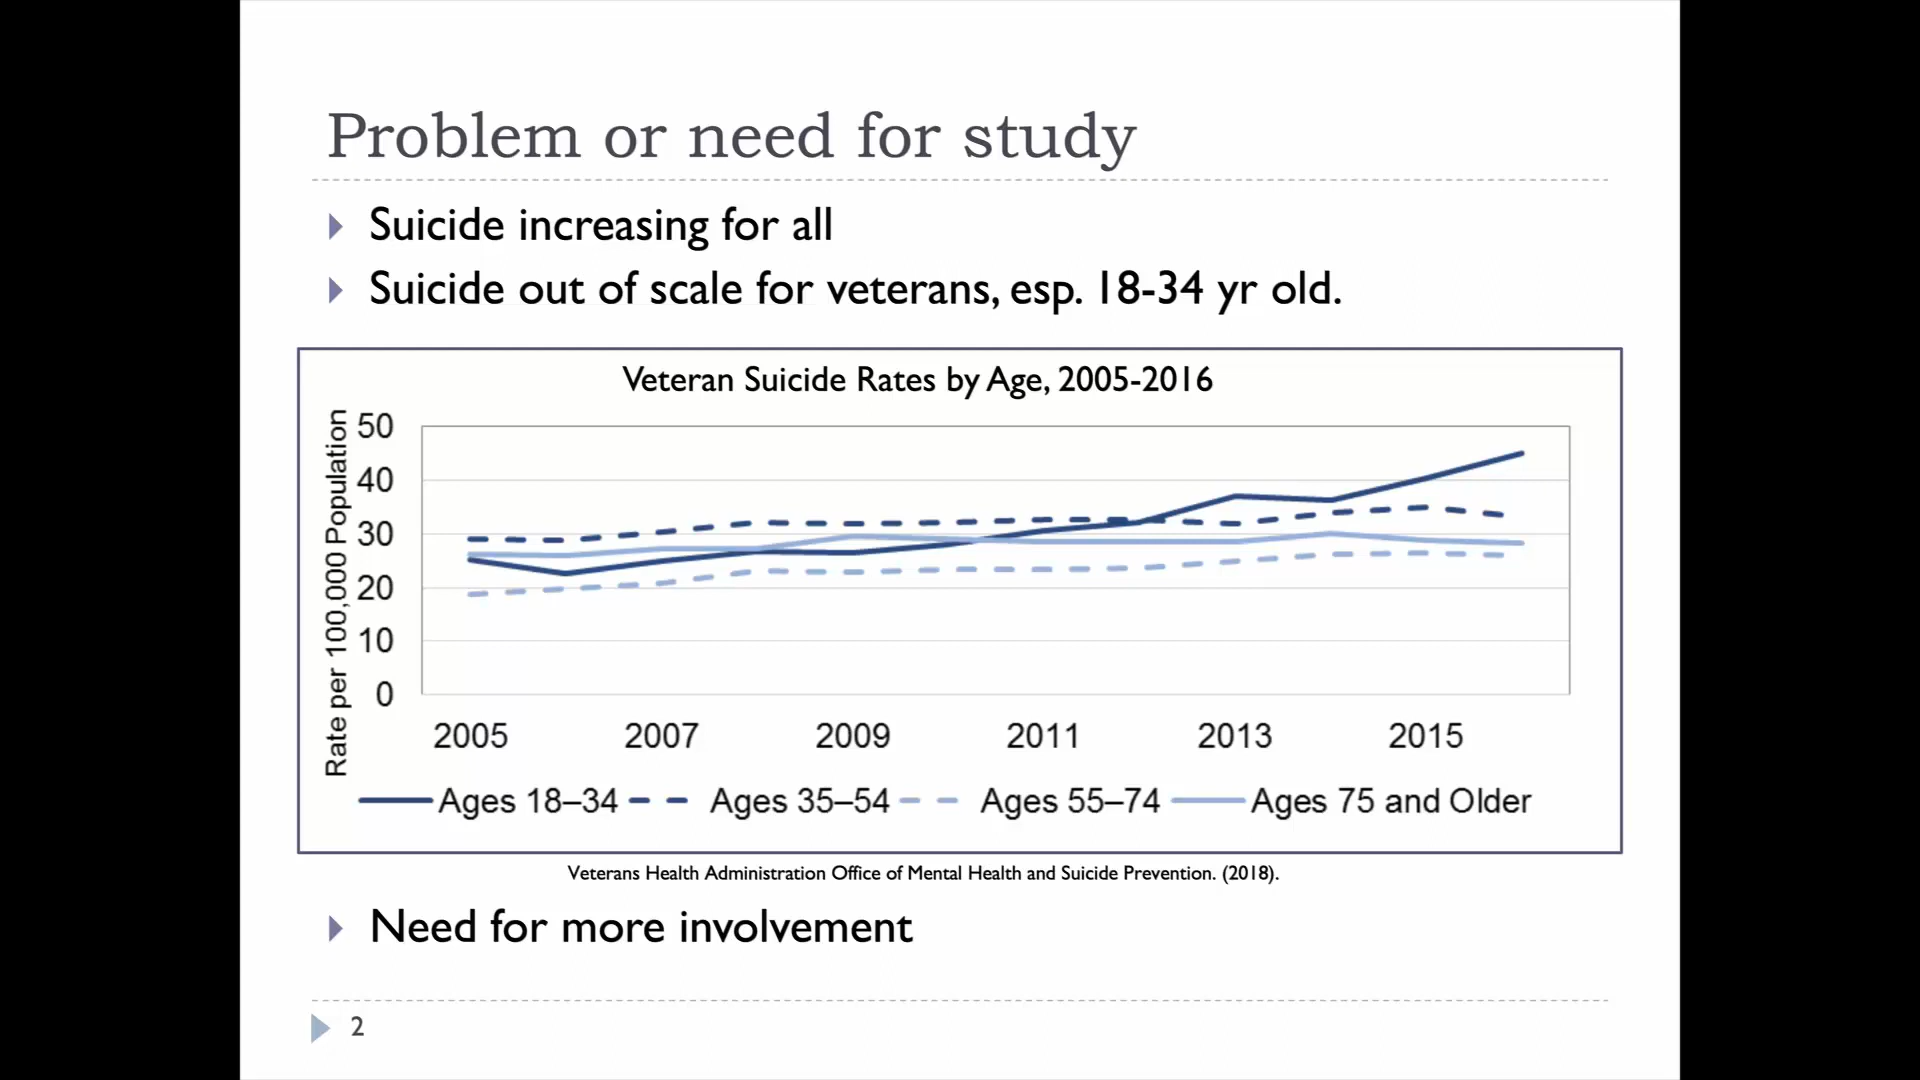 Problem or need for study
Suicide increasing for all
Suicide out of scale for veterans, esp. 18-34 yr old.
Veteran Suicide Rates by Age, 2005-2016
Rate per 100,000 Population
50
40
30
20
10
0
2005 2007 2009 2011 2013 2015
Ages 18–34 Ages 35–54 Ages 55–74 Ages 75 and Older
Veterans Health Administration Office of Mental Health and Suicide Prevention. (2018).
Need for more involvement
2